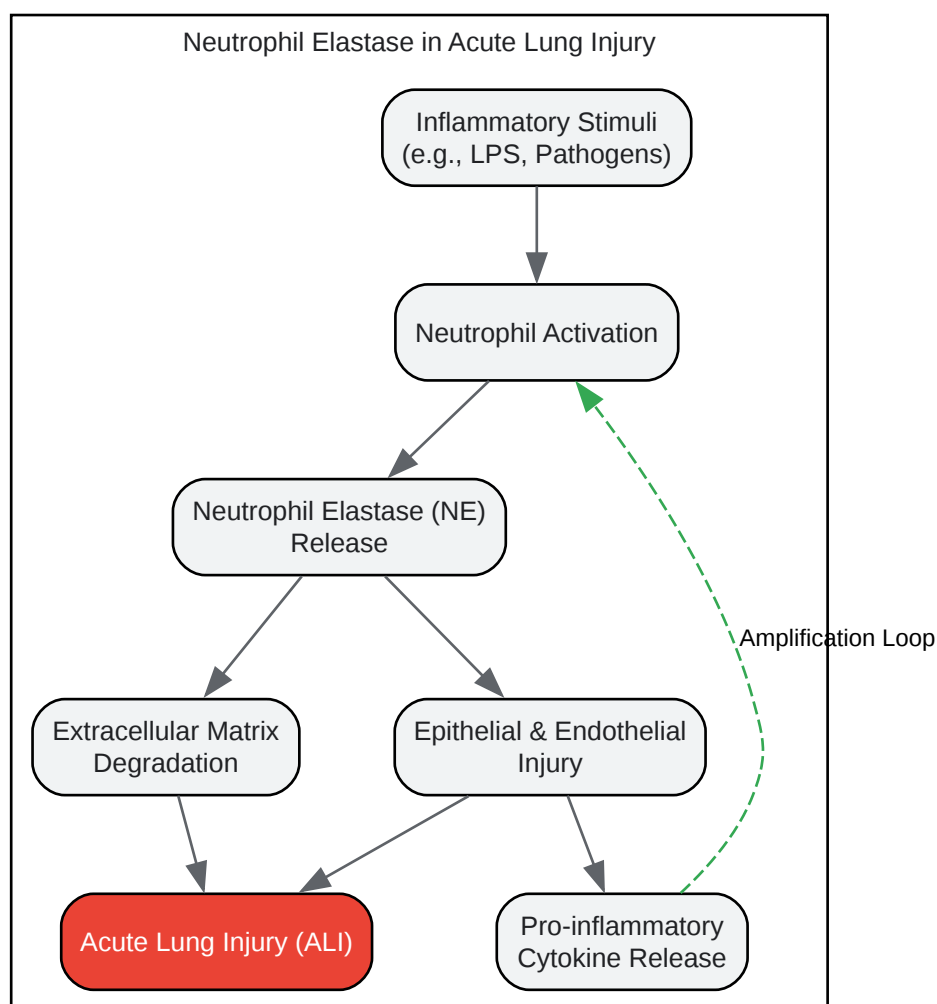 Neutrophil Elastase in Acute Lung Injury
Inflammatory Stimuli
(e.g., LPS, Pathogens)
Neutrophil Activation
Neutrophil Elastase (NE)
Release
Amplification Loop
Extracellular Matrix
Degradation
Epithelial & Endothelial
Injury
Acute Lung Injury (ALI)
Pro-inflammatory
Cytokine Release